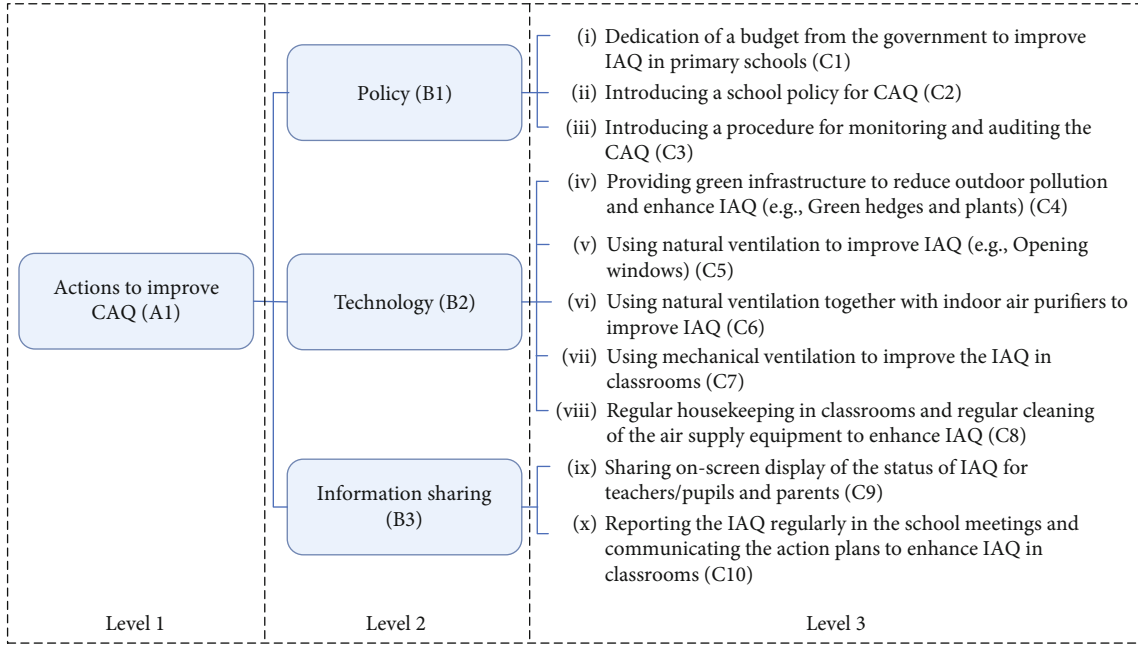 Actions to improve
CAQ (A1)
Level 1
Policy (B1)
Technology (B2)
Information sharing
(B3)
Level 2
(i) Dedication of a budget from the government to improve
IAQ in primary schools (C1)
(ii) Introducing a school policy for CAQ (C2)
(iii) Introducing a procedure for monitoring and auditing the
CAQ (C3)
(iv) Providing green infrastructure to reduce outdoor pollution
and enhance IAQ (e.g., Green hedges and plants) (C4)
(v) Using natural ventilation to improve IAQ (e.g., Opening
windows) (C5)
(vi) Using natural ventilation together with indoor air purifiers to
improve IAQ (C6)
(vii) Using mechanical ventilation to improve the IAQ in
classrooms (C7)
(viii) Regular housekeeping in classrooms and regular cleaning
of the air supply equipment to enhance IAQ (C8)
(ix) Sharing on-screen display of the status of IAQ for
teachers/pupils and parents (C9)
(x) Reporting the IAQ regularly in the school meetings and
communicating the action plans to enhance IAQ in
classrooms (C10)
Level 3